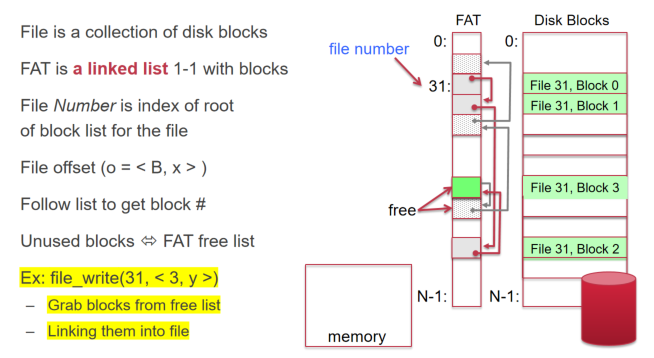 File is a collection of disk blocks
FAT is a linked list 1-1 with blocks
File Number is index of root
of block list for the file
File offset (o = < B, x > )
Follow list to get block #
Unused blocks ⇔ FAT free list
Ex: file_write(31, < 3, y >)
– Grab blocks from free list
– Linking them into file
FAT
Disk Blocks
file number
0:
0:
31:
File 31, Block 0
File 31, Block 1
free
File 31, Block 3
File 31, Block 2
N-1:
N-1:
memory